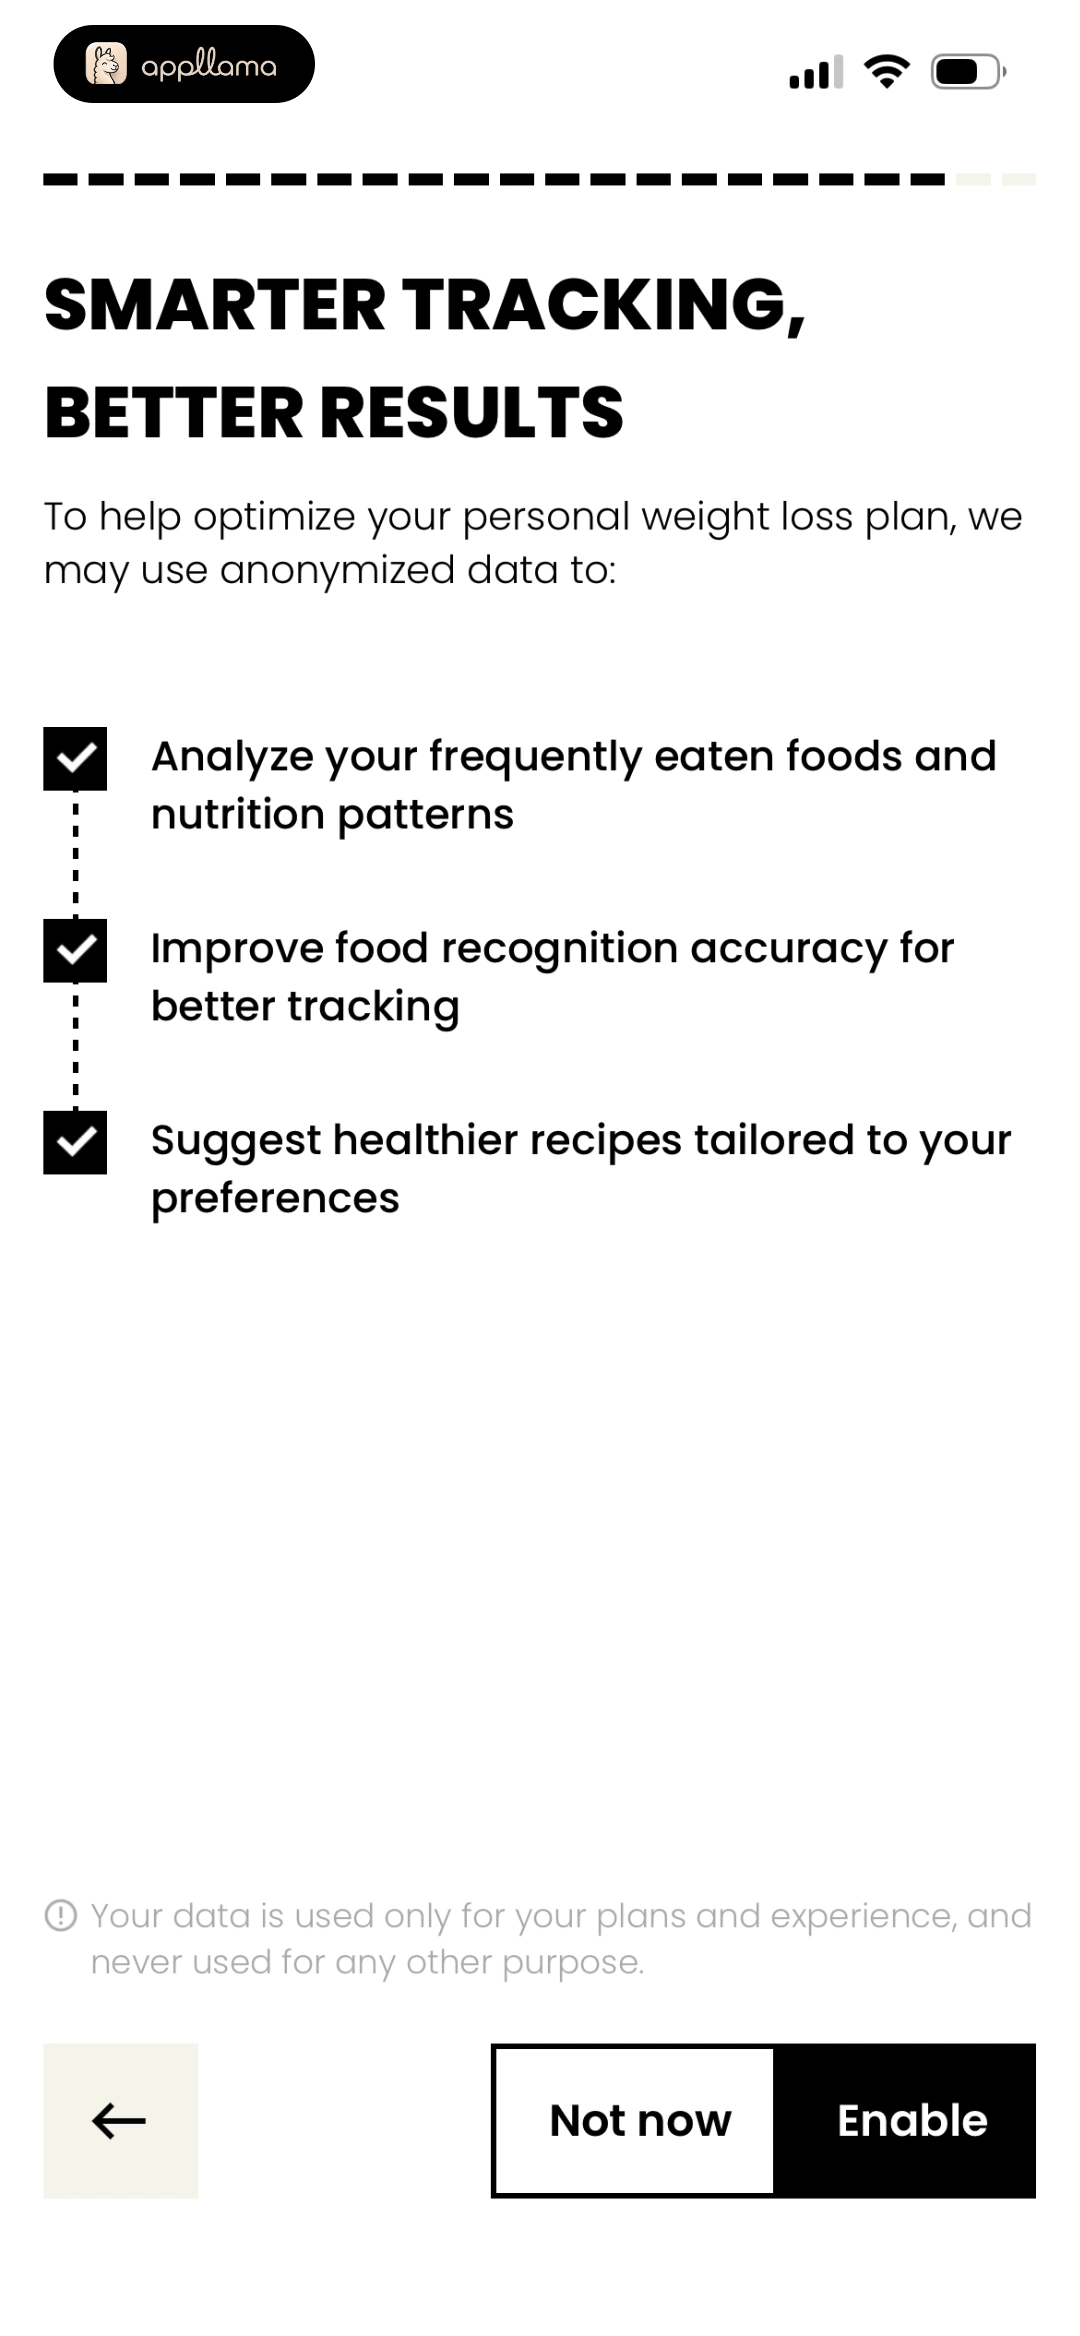 appllama
SMARTER TRACKING,
BETTER RESULTS
To help optimize your personal weight loss plan, we
may use anonymized data to:
Analyze your frequently eaten foods and
nutrition patterns
Improve food recognition accuracy for
better tracking
Suggest healthier recipes tailored to your
preferences
Your data is used only for your plans and experience, and
never used for any other purpose.
Not now
Enable